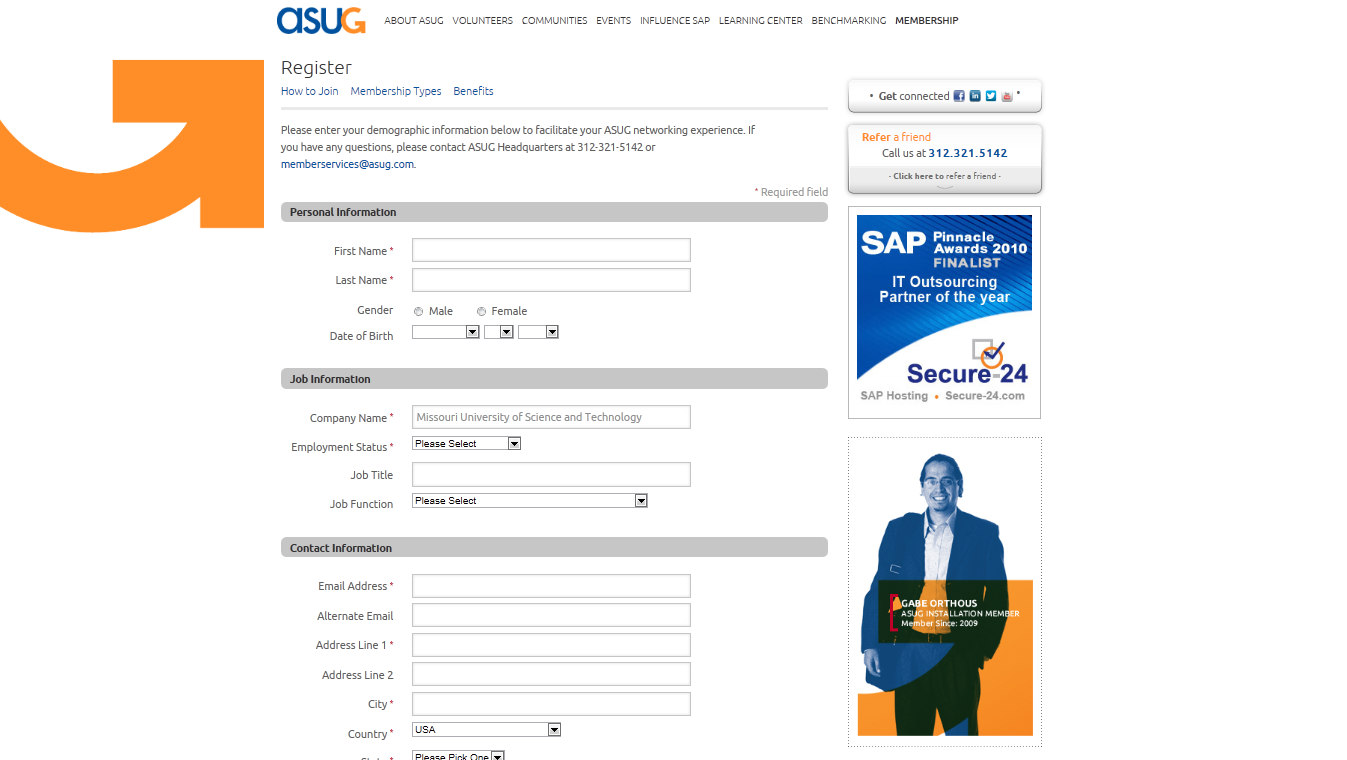 asuG
ABOUT ASUG VOLUNTEERS COMMUNITIES EVENTS INFLUENCE SAP LEARNING CENTER BENCHMARKING MEMBERSHIP
Register
How to Join Membership Types Benefits
Please enter your demographic information below to facilitate your ASUG networking experience. If
you have any questions, please contact ASUG Headquarters at 312-321-5142 or
memberservices@asug.com.
* Required field
Personal Information
First Name *
Last Name *
Gender Male Female
Date of Birth
Job Information
Company Name * Missouri University of Science and Technology
Employment Status * Please Select
Job Title
Job Function Please Select
Contact Information
Email Address *
Alternate Email
Address Line 1 *
Address Line 2
City *
Country * USA
State * Please Pick One
• Get connected •
Refer a friend
Call us at 312.321.5142
- Click here to refer a friend -
SAP Pinnacle
Awards 2010
FINALIST
IT Outsourcing
Partner of the year
Secure-24
SAP Hosting • Secure-24.com
GABE ORTHOUS
ASUG INSTALLATION MEMBER
Member Since: 2009